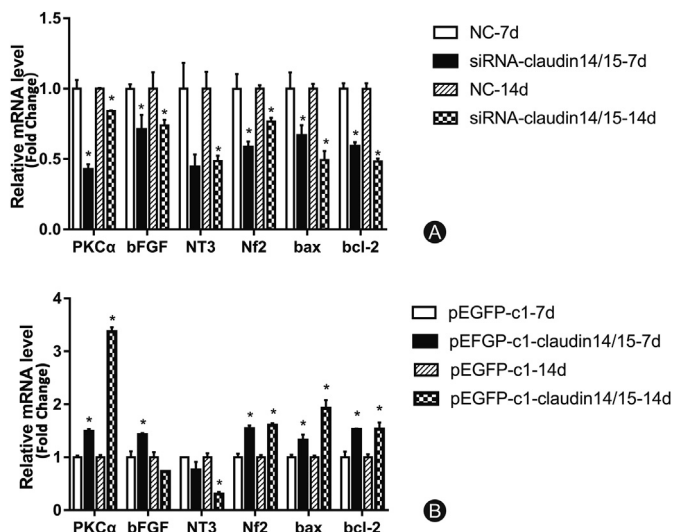 1.5
1.0
0.5
0.0
Relative mRNA level
(Fold Change)
* * * * * * * * * * *
PKCα bFGF NT3 Nf2 bax bcl-2
NC-7d
siRNA-claudin14/15-7d
NC-14d
siRNA-claudin14/15-14d
A
4
3
2
1
0
Relative mRNA level
(Fold Change)
* * * * * * * * * *
PKCα bFGF NT3 Nf2 bax bcl-2
pEGFP-c1-7d
pEFGP-c1-claudin14/15-7d
pEGFP-c1-14d
pEGFP-c1-claudin14/15-14d
B